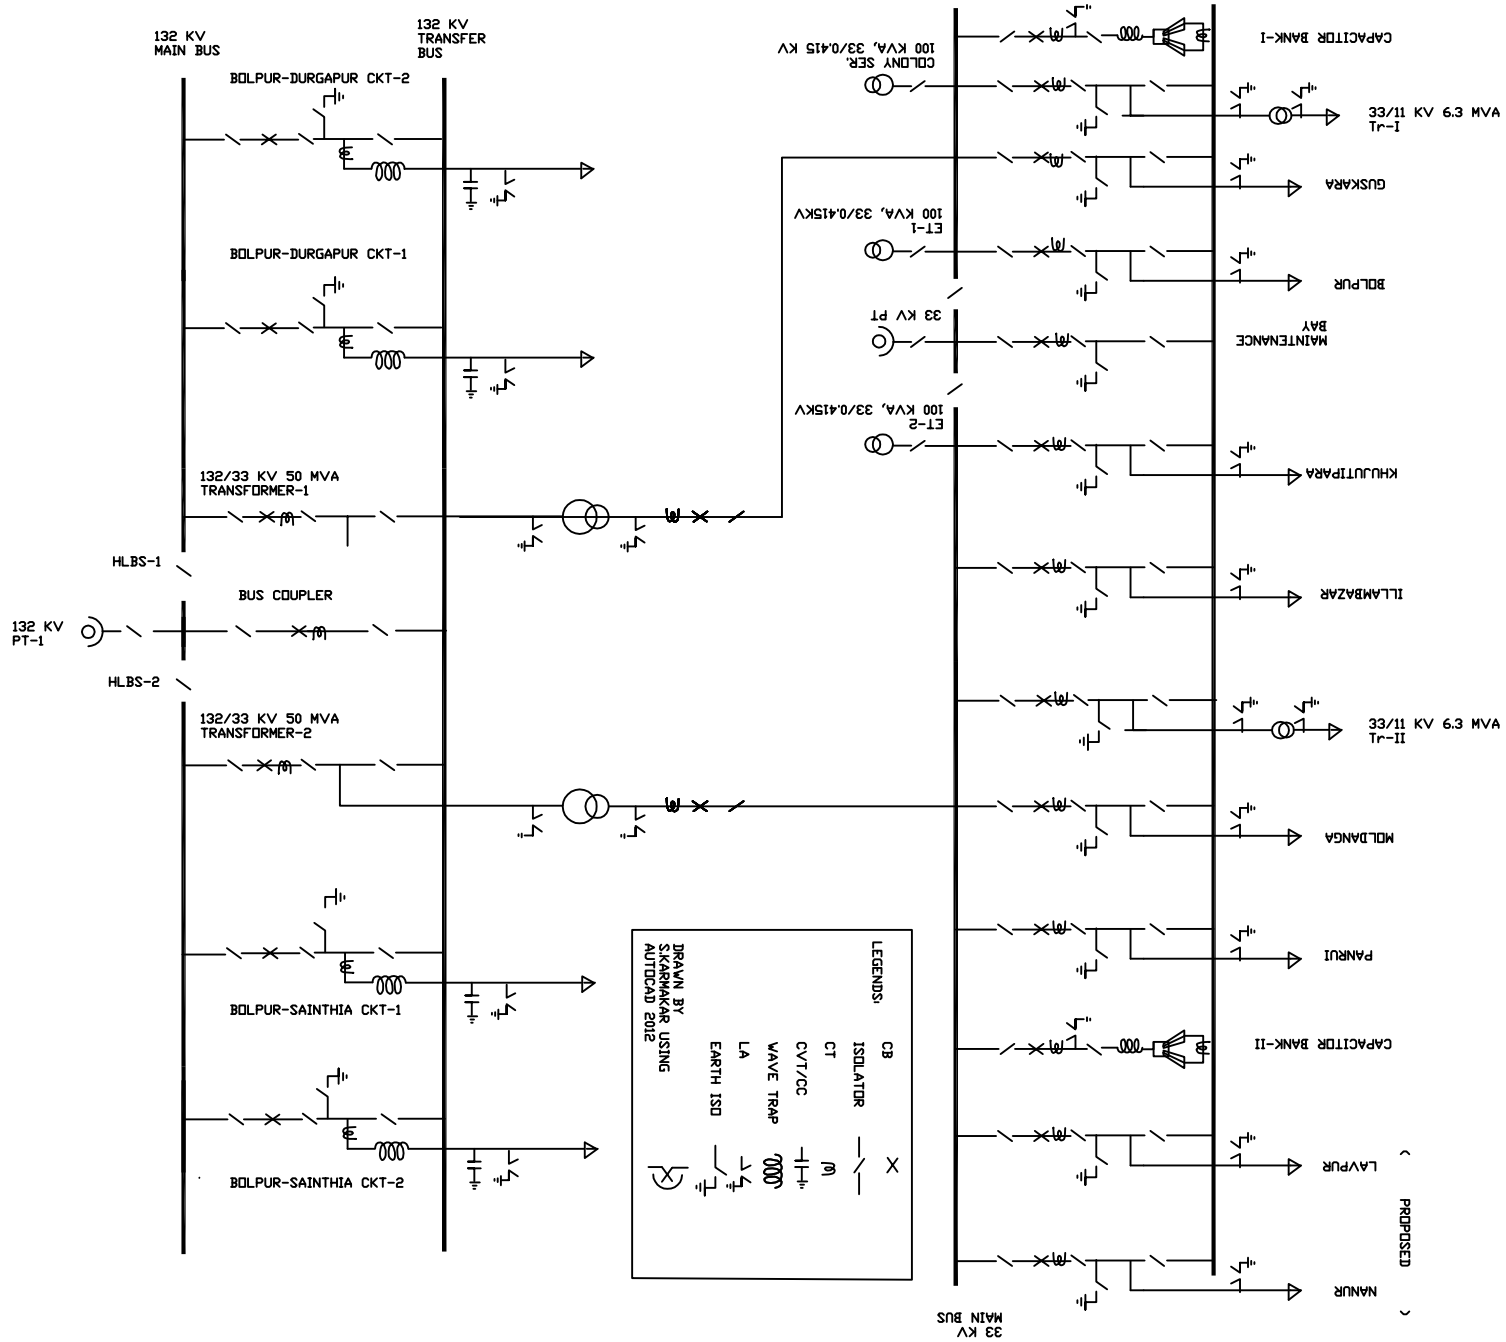 132 KV
MAIN BUS
132 KV
TRANSFER
BUS
BOLPUR-DURGAPUR CKT-2
BOLPUR-DURGAPUR CKT-1
132/33 KV 50 MVA
TRANSFORMER-1
HLBS-1
BUS COUPLER
132 KV
PT-1
HLBS-2
132/33 KV 50 MVA
TRANSFORMER-2
BOLPUR-SAINTHIA CKT-1
BOLPUR-SAINTHIA CKT-2
COLONY SER.
100 KVA, 33/0.415 KV
ET-1
100 KVA, 33/0.415KV
33 KV PT
ET-2
100 KVA, 33/0.415KV
CAPACITOR BANK-I
33/11 KV 6.3 MVA
Tr-I
GUSKARA
BOLPUR
MAINTENANCE
BAY
KHUJUTIPARA
ILLAMBAZAR
33/11 KV 6.3 MVA
Tr-II
MOLDANGA
PANRUI
CAPACITOR BANK-II
LAVPUR
NANUR
( PROPOSED )
33 KV
MAIN BUS
LEGENDS:
CB
ISOLATOR
CT
CVT/CC
WAVE TRAP
LA
EARTH ISO
DRAWN BY
S.KARMAKAR USING
AUTOCAD 2012